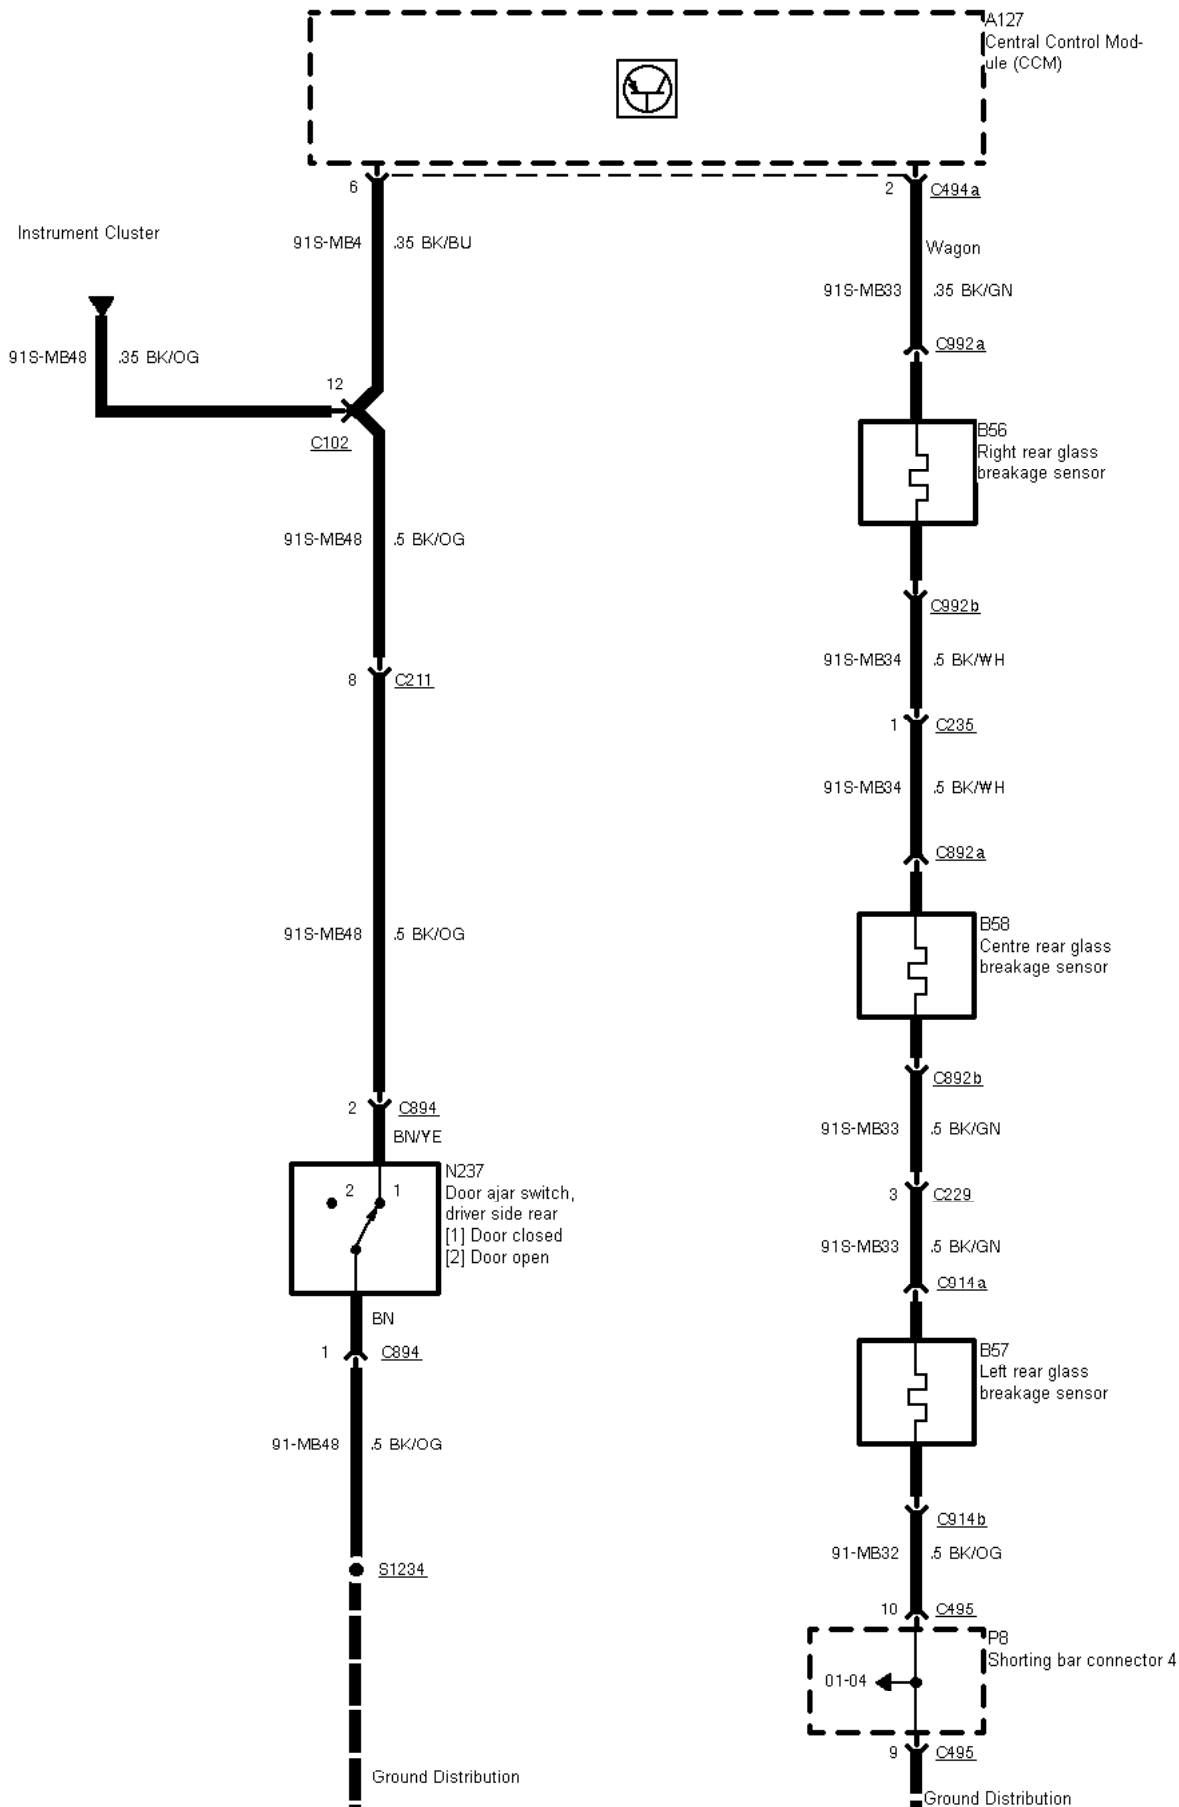 A127
Central Control Mod-
ule (CCM)
6
2
C494a
Instrument Cluster
91S-MB4
.35 BK/BU
Wagon
91S-MB33
.35 BK/GN
C992a
91S-MB48
.35 BK/OG
12
C102
B56
Right rear glass
breakage sensor
91S-MB48
.5 BK/OG
C992b
91S-MB34
.5 BK/WH
8
C211
1
C235
91S-MB34
.5 BK/WH
C892a
91S-MB48
.5 BK/OG
B58
Centre rear glass
breakage sensor
C892b
2
C894
91S-MB33
.5 BK/GN
BN/YE
N237
Door ajar switch,
driver side rear
[1] Door closed
[2] Door open
2
1
3
C229
91S-MB33
.5 BK/GN
C914a
BN
1
C894
B57
Left rear glass
breakage sensor
91-MB48
.5 BK/OG
C914b
91-MB32
.5 BK/OG
S1234
10
C495
P8
Shorting bar connector 4
01-04
9
C495
Ground Distribution
Ground Distribution